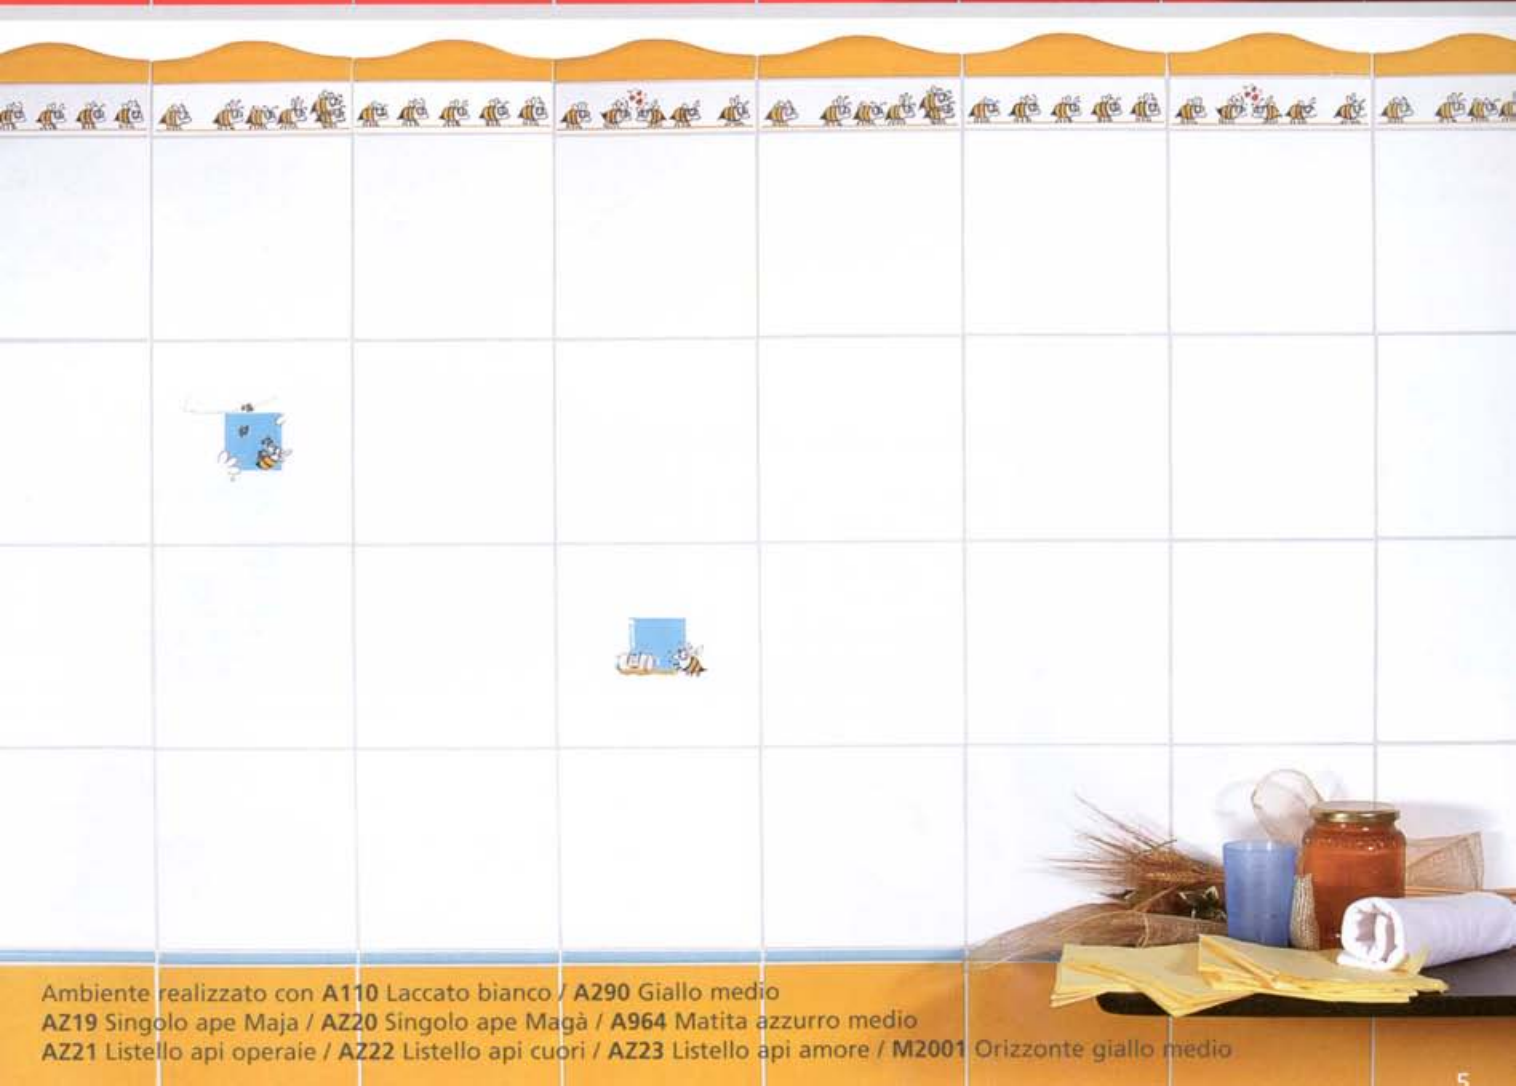 Ambiente realizzato con A110 Laccato bianco / A290 Giallo medio
AZ19 Singolo ape Maja / AZ20 Singolo ape Magà / A964 Matita azzurro medio
AZ21 Listello api operaie / AZ22 Listello api cuori / AZ23 Listello api amore / M2001 Orizzonte giallo medio
5